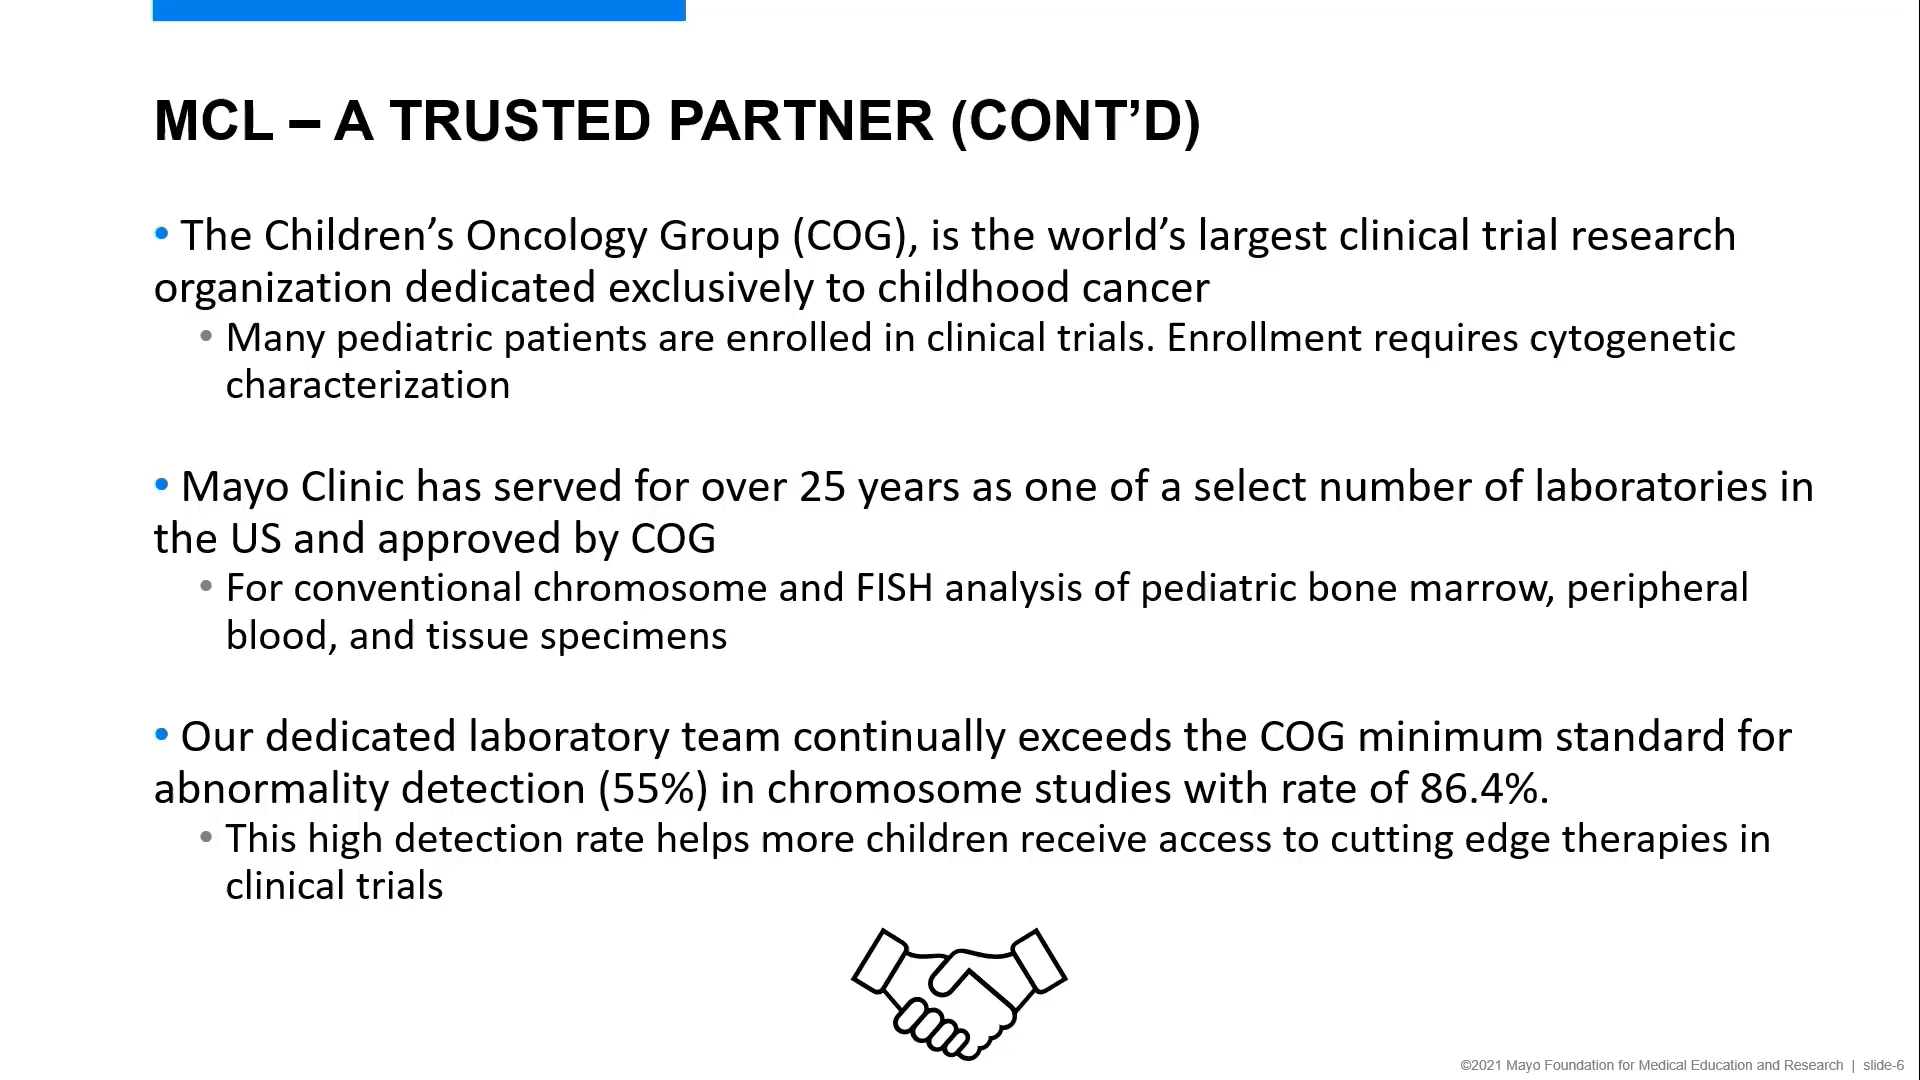 MCL – A TRUSTED PARTNER (CONT’D)
• The Children’s Oncology Group (COG), is the world’s largest clinical trial research
organization dedicated exclusively to childhood cancer
• Many pediatric patients are enrolled in clinical trials. Enrollment requires cytogenetic
characterization
• Mayo Clinic has served for over 25 years as one of a select number of laboratories in
the US and approved by COG
• For conventional chromosome and FISH analysis of pediatric bone marrow, peripheral
blood, and tissue specimens
• Our dedicated laboratory team continually exceeds the COG minimum standard for
abnormality detection (55%) in chromosome studies with rate of 86.4%.
• This high detection rate helps more children receive access to cutting edge therapies in
clinical trials
©2021 Mayo Foundation for Medical Education and Research | slide-6